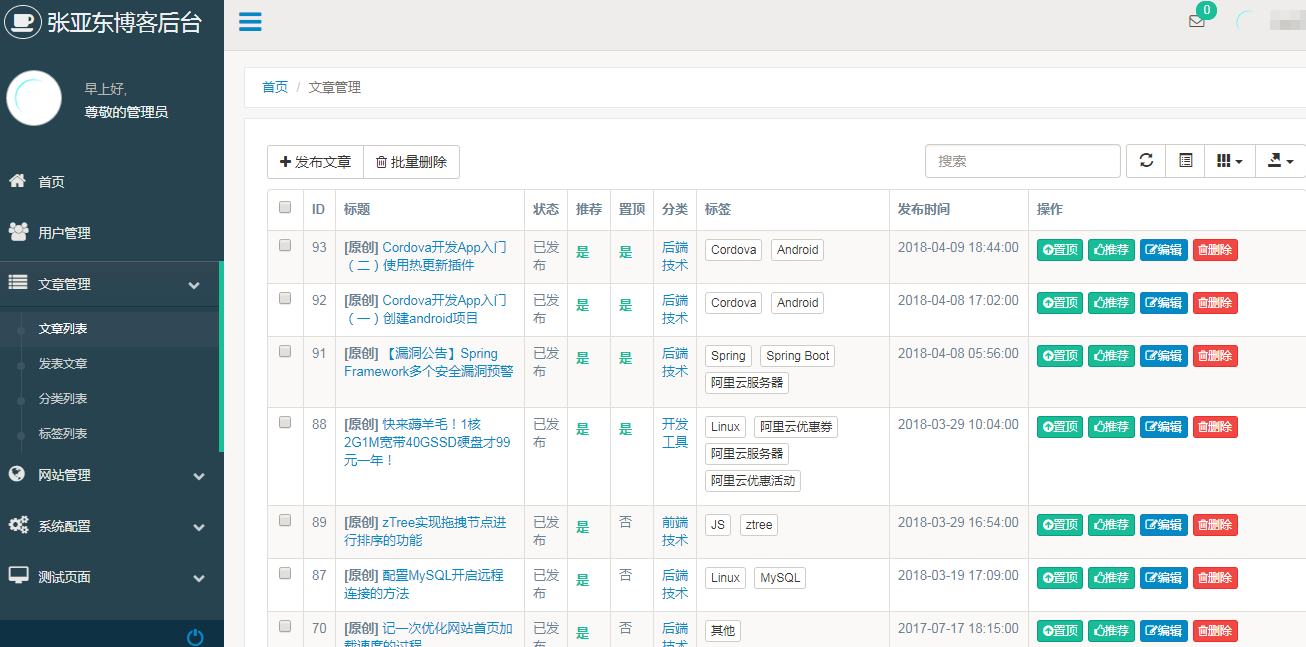 张亚东博客后台
0
早上好,
尊敬的管理员
首页
用户管理
文章管理
文章列表
发表文章
分类列表
标签列表
网站管理
系统配置
测试页面
首页 / 文章管理
发布文章 批量删除 搜索
ID 标题 状态 推荐 置顶 分类 标签 发布时间 操作
93 [原创] Cordova开发App入门 已发 是 是 后端 Cordova Android 2018-04-09 18:44:00 置顶 推荐 编辑 删除
（二）使用热更新插件 布 技术
92 [原创] Cordova开发App入门 已发 是 是 后端 Cordova Android 2018-04-08 17:02:00 置顶 推荐 编辑 删除
（一）创建android项目 布 技术
91 [原创] 【漏洞公告】Spring 已发 是 是 后端 Spring Spring Boot 2018-04-08 05:56:00 置顶 推荐 编辑 删除
Framework多个安全漏洞预警 布 技术 阿里云服务器
88 [原创] 快来薅羊毛！1核 已发 是 是 开发 Linux 阿里云优惠券 2018-03-29 10:04:00 置顶 推荐 编辑 删除
2G1M宽带40GSSD硬盘才99 布 工具 阿里云服务器
元一年！ 阿里云优惠活动
89 [原创] zTree实现拖拽节点进 已发 是 否 前端 JS ztree 2018-03-29 16:54:00 置顶 推荐 编辑 删除
行排序的功能 布 技术
87 [原创] 配置MySQL开启远程 已发 是 否 后端 Linux MySQL 2018-03-19 17:09:00 置顶 推荐 编辑 删除
连接的方法 布 技术
70 [原创] 记一次优化网站首页加 已发 是 否 后端 其他 2017-07-17 18:15:00 置顶 推荐 编辑 删除
载速度的过程 布 技术